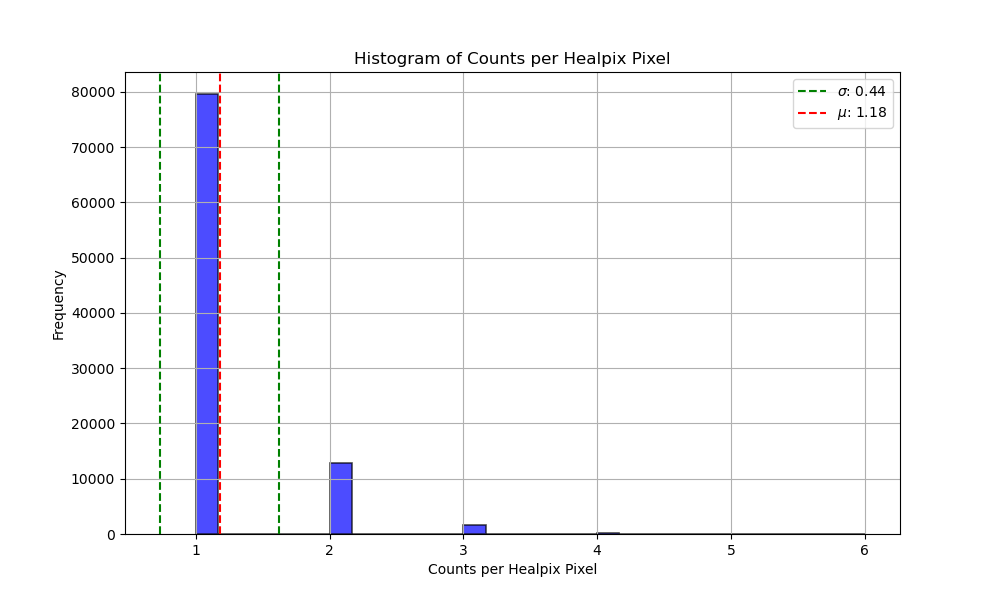 Histogram of Counts per Healpix Pixel
σ: 0.44
μ: 1.18
Frequency
80000
70000
60000
50000
40000
30000
20000
10000
0
1 2 3 4 5 6
Counts per Healpix Pixel